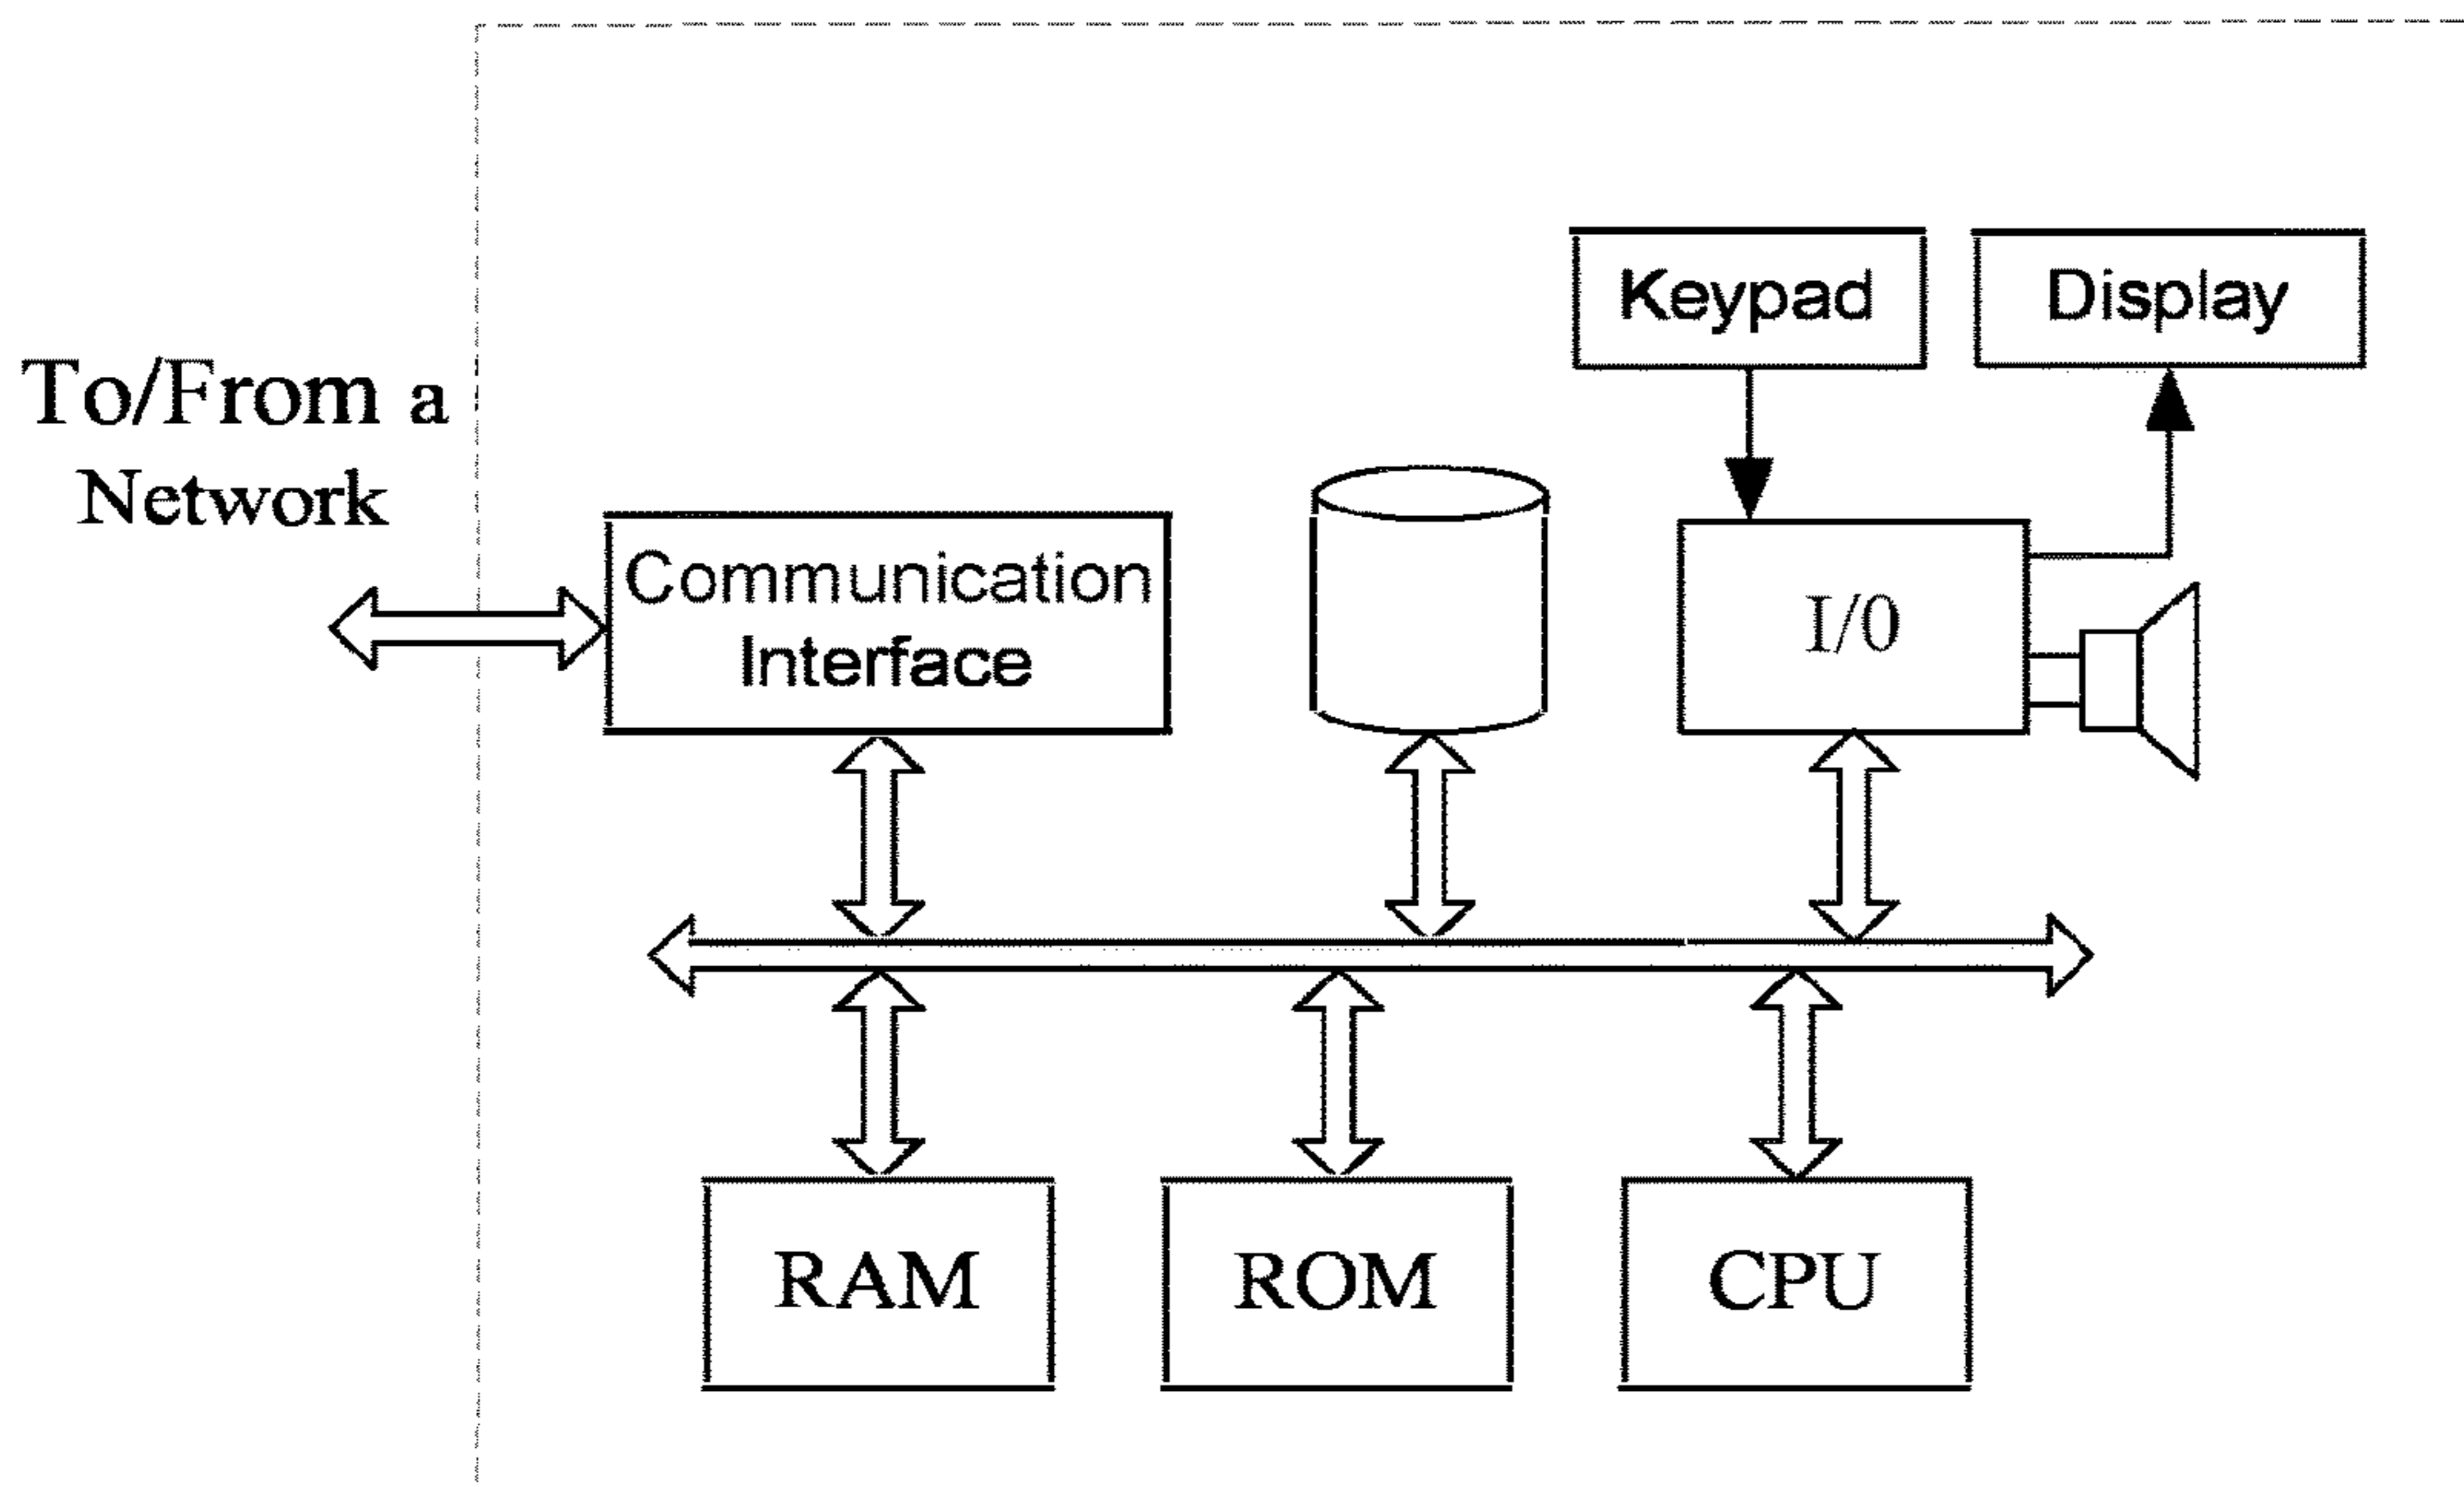 Keypad
Display
To/From a
Network
Communication
Interface
I/0
RAM
ROM
CPU